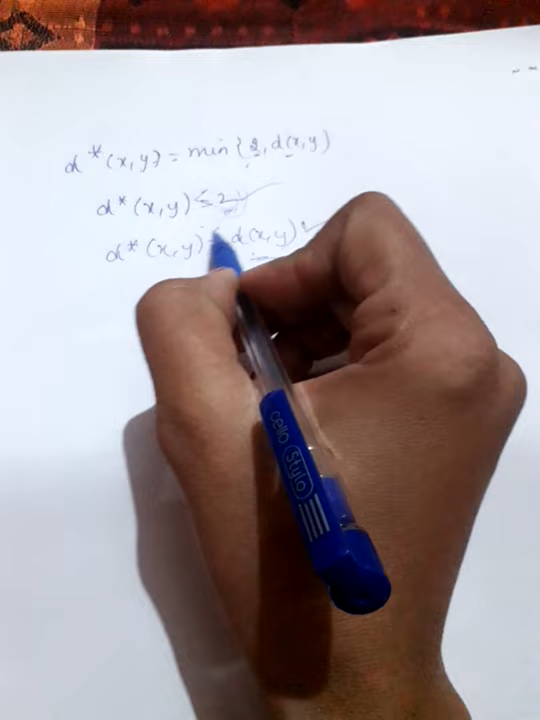 d*(x,y) = min {2, d(x,y)
d*(x,y) ≤ 2
d*(x,y) ≤ d(x,y)
cello Stylo